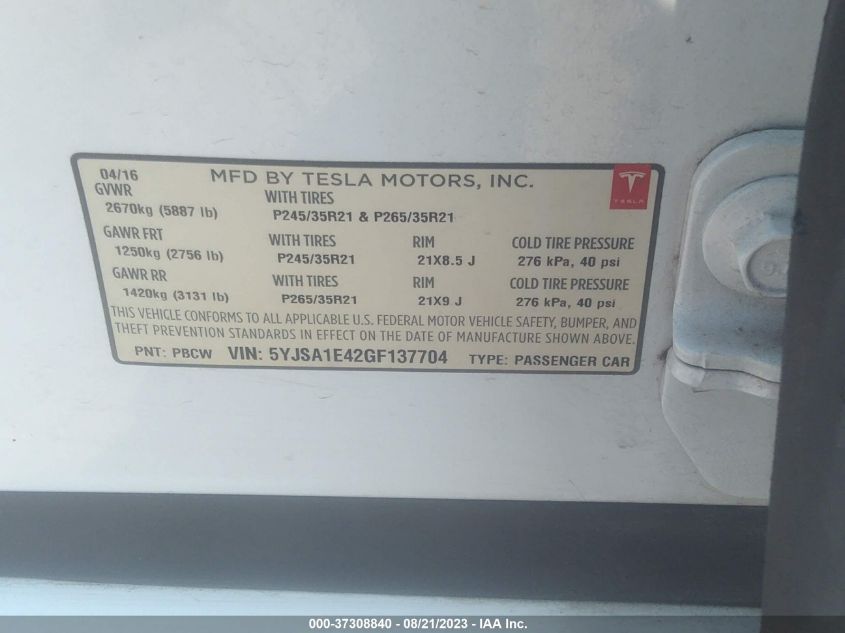 04/16 MFD BY TESLA MOTORS, INC.
TESLA
GVWR WITH TIRES
2670kg (5887 lb) P245/35R21 & P265/35R21
GAWR FRT WITH TIRES RIM COLD TIRE PRESSURE
1250kg (2756 lb) P245/35R21 21X8.5 J 276 kPa, 40 psi
GAWR RR WITH TIRES RIM COLD TIRE PRESSURE
1420kg (3131 lb) P265/35R21 21X9 J 276 kPa, 40 psi
THIS VEHICLE CONFORMS TO ALL APPLICABLE U.S. FEDERAL MOTOR VEHICLE SAFETY, BUMPER, AND
THEFT PREVENTION STANDARDS IN EFFECT ON THE DATE OF MANUFACTURE SHOWN ABOVE.
PNT: PBCW VIN: 5YJSA1E42GF137704 TYPE: PASSENGER CAR
000-37308840 - 08/21/2023 - IAA Inc.